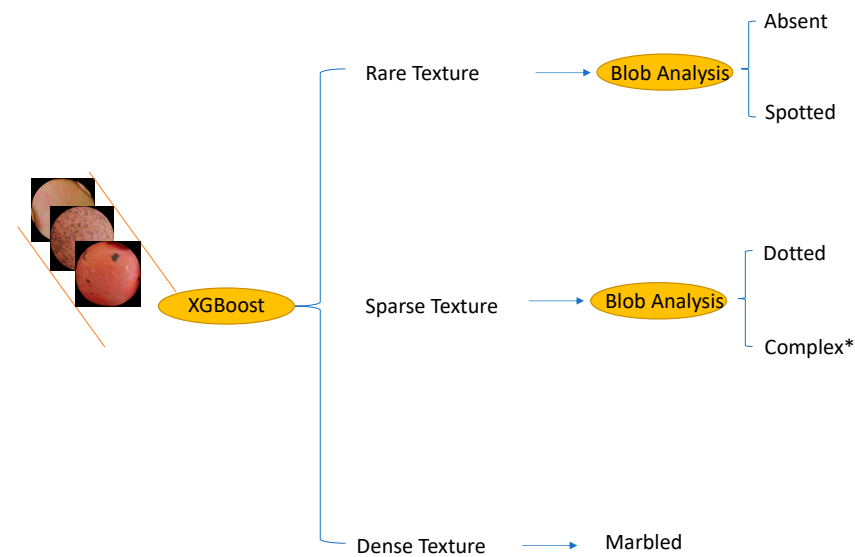 Absent
Rare Texture
Blob Analysis
Spotted
Dotted
XGBoost
Sparse Texture
Blob Analysis
Complex*
Dense Texture
Marbled